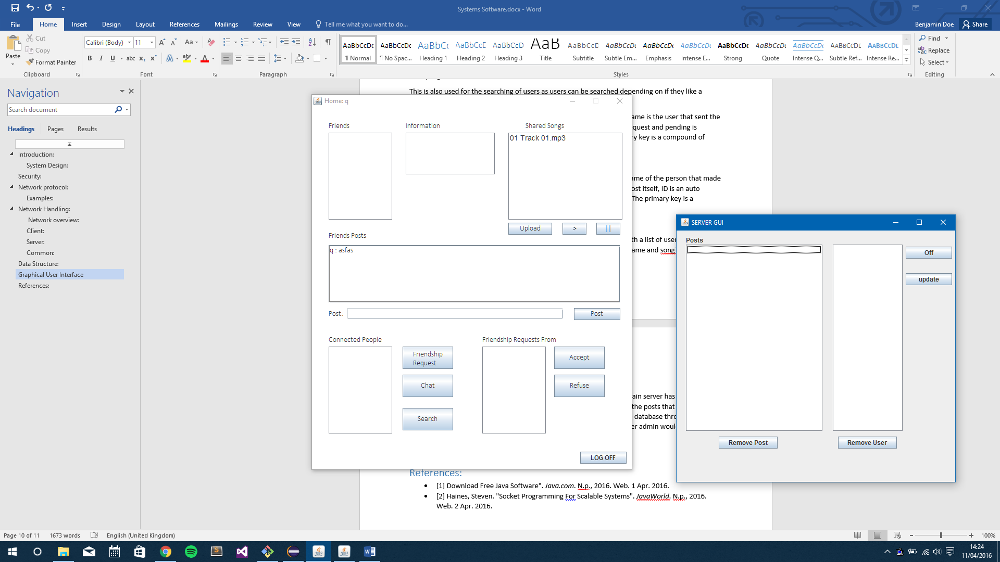 Systems Software.docx - Word
File
Home
Insert
Design
Layout
References
Mailings
Review
View
Tell me what you want to do...
Benjamin Doe
Share
Paste
Cut
Copy
Format Painter
Clipboard
Calibri (Body)
11
Font
Paragraph
AaBbCcDc
¶ Normal
AaBbCcDc
¶ No Spac...
AaBbCc
Heading 1
AaBbCcC
Heading 2
AaBbCcD
Heading 3
AaB
Title
AaBbCcD
Subtitle
AaBbCcDc
Subtle Em...
AaBbCcDc
Emphasis
AaBbCcDc
Intense E...
AaBbCcDc
Strong
AaBbCcDc
Quote
AaBbCcDc
Intense Q...
AABBCCDE
Subtle Ref...
AABBCCDE
Intense Re...
Styles
Find
Replace
Select
Editing
Navigation
Search document
Headings
Pages
Results
Introduction:
System Design:
Security:
Network protocol:
Examples:
Network Handling:
Network overview:
Client:
Server:
Common:
Data Structure:
Graphical User Interface
References:
This is also used for the searching of users as users can be searched depending on if they like a
ame is the user that sent the
quest and pending is
ry key is a compound of
ame of the person that made
ost itself, ID is an auto
The primary key is a
th a list of user
ame and song
ain server has
the posts that
database thro
er admin woul
References:
[1] Download Free Java Software". Java.com. N.p., 2016. Web. 1 Apr. 2016.
[2] Haines, Steven. "Socket Programming For Scalable Systems". JavaWorld. N.p., 2016.
Web. 2 Apr. 2016.
Home: q
Friends
Information
Shared Songs
01 Track 01.mp3
Upload
>
||
Friends Posts
q : asfas
Post:
Post
Connected People
Friendship
Request
Chat
Search
Friendship Requests From
Accept
Refuse
LOG OFF
SERVER GUI
Posts
Off
update
Remove Post
Remove User
Page 10 of 11
1673 words
English (United Kingdom)
100%
14:24
11/04/2016